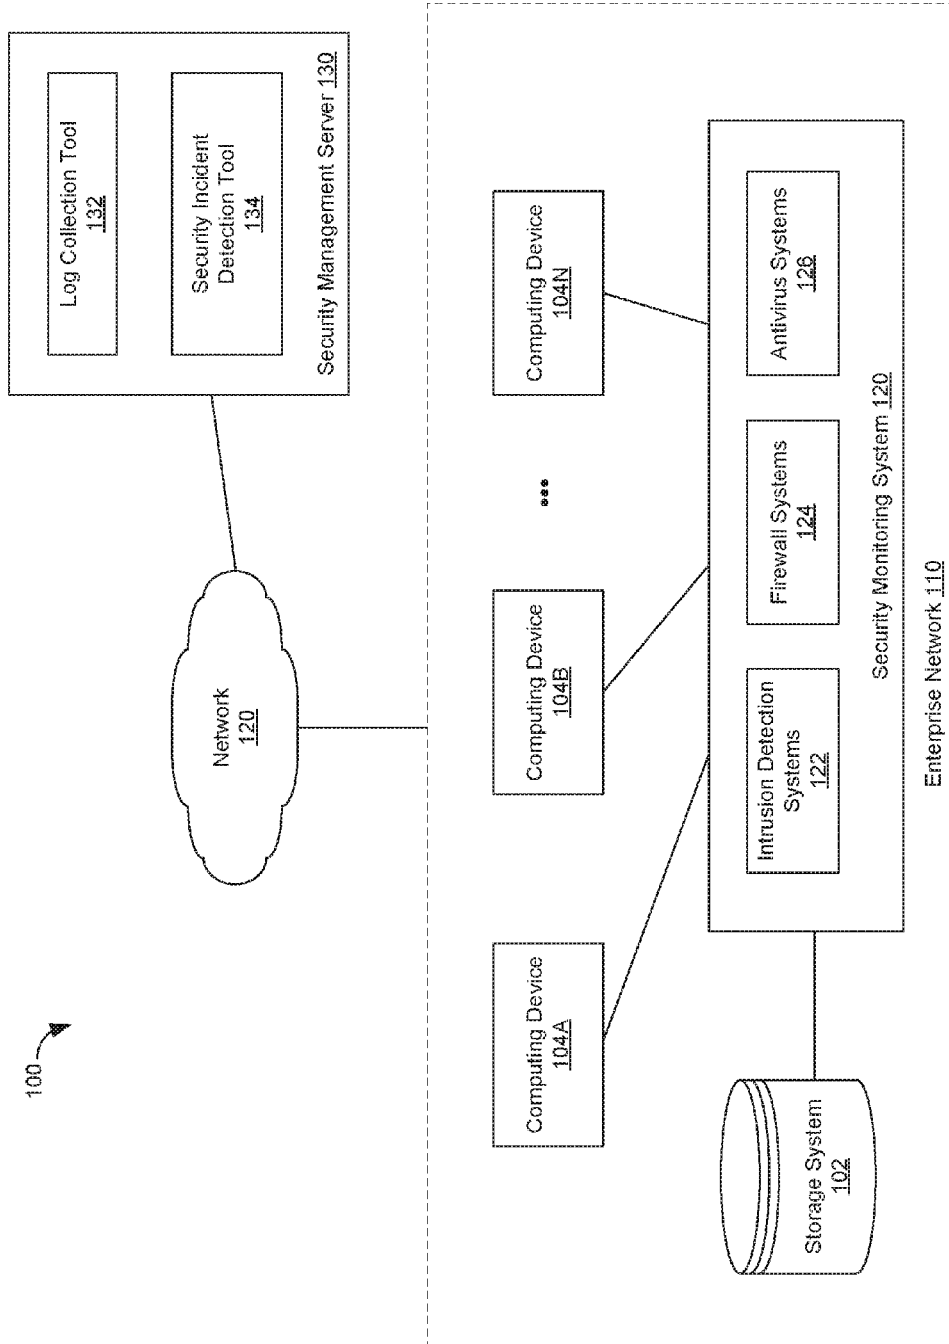 100
Network
120
Log Collection Tool
132
Security Incident
Detection Tool
134
Security Management Server 130
Computing Device
104A
Computing Device
104B
...
Computing Device
104N
Storage System
102
Intrusion Detection
Systems
122
Firewall Systems
124
Antivirus Systems
126
Security Monitoring System 120
Enterprise Network 110